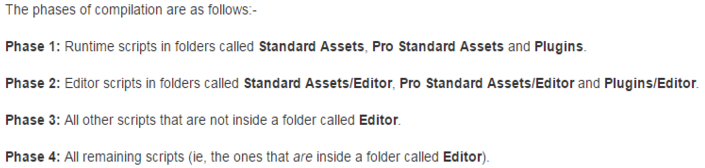 The phases of compilation are as follows:-
Phase 1: Runtime scripts in folders called Standard Assets, Pro Standard Assets and Plugins.
Phase 2: Editor scripts in folders called Standard Assets/Editor, Pro Standard Assets/Editor and Plugins/Editor.
Phase 3: All other scripts that are not inside a folder called Editor.
Phase 4: All remaining scripts (ie, the ones that are inside a folder called Editor).